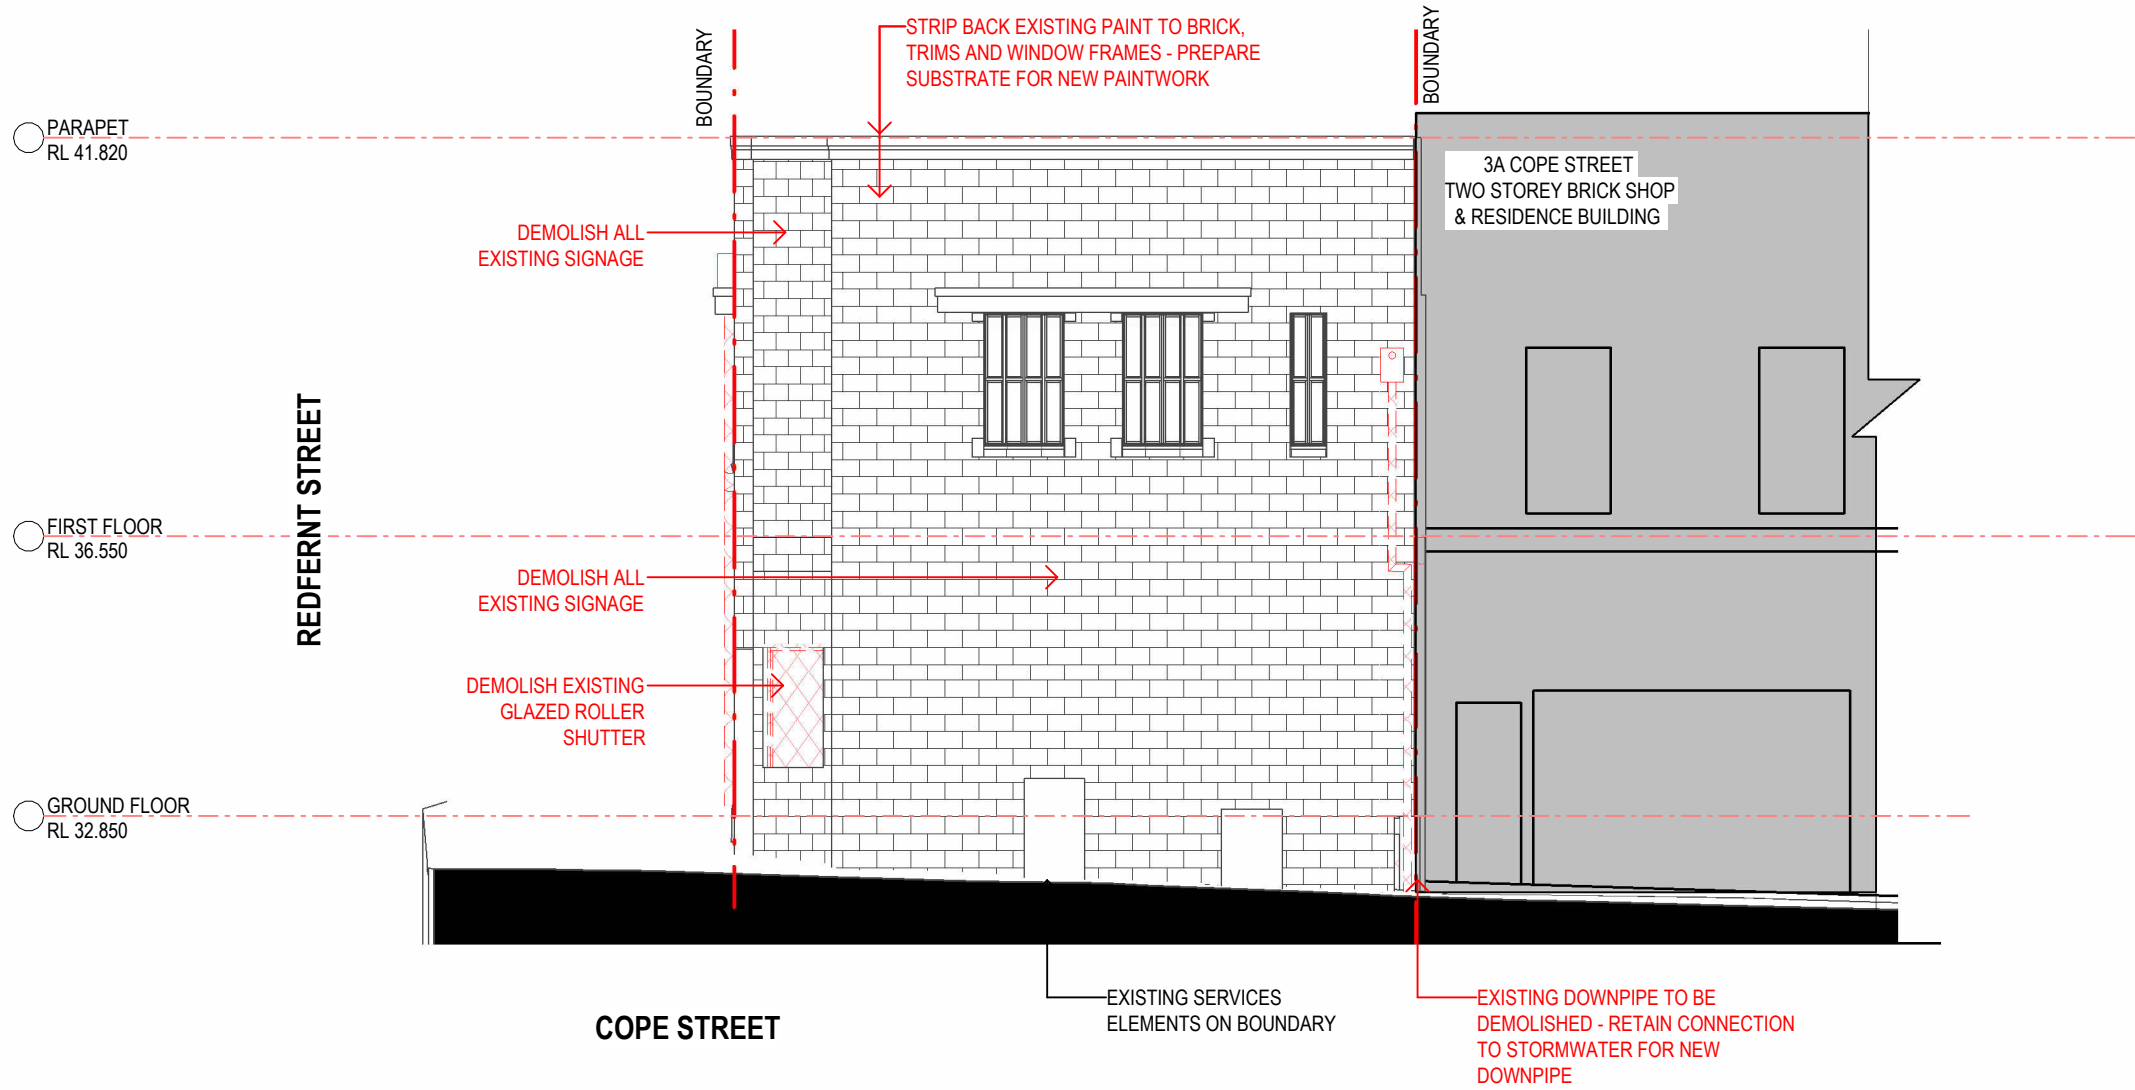 BOUNDARY
STRIP BACK EXISTING PAINT TO BRICK,
TRIMS AND WINDOW FRAMES - PREPARE
SUBSTRATE FOR NEW PAINTWORK
BOUNDARY
PARAPET
RL 41.820
3A COPE STREET
TWO STOREY BRICK SHOP
& RESIDENCE BUILDING
DEMOLISH ALL
EXISTING SIGNAGE
REDFERNT STREET
FIRST FLOOR
RL 36.550
DEMOLISH ALL
EXISTING SIGNAGE
DEMOLISH EXISTING
GLAZED ROLLER
SHUTTER
GROUND FLOOR
RL 32.850
COPE STREET
EXISTING SERVICES
ELEMENTS ON BOUNDARY
EXISTING DOWNPIPE TO BE
DEMOLISHED - RETAIN CONNECTION
TO STORMWATER FOR NEW
DOWNPIPE